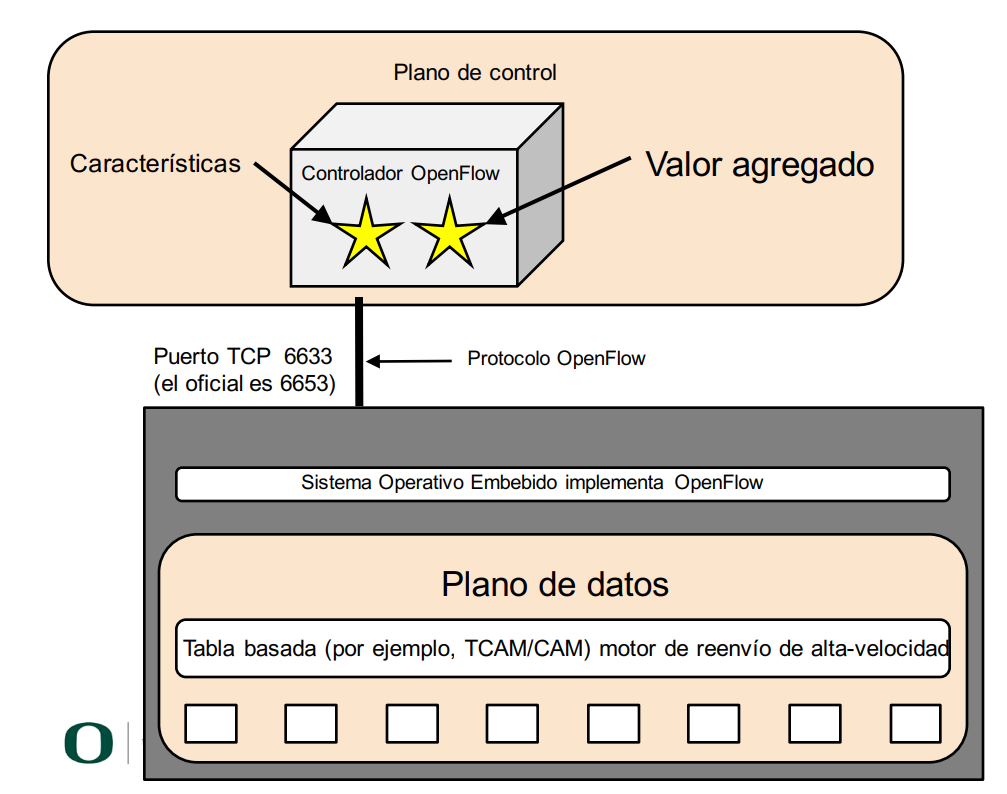 Plano de control
Características
Controlador OpenFlow
Valor agregado
Puerto TCP 6633
(el oficial es 6653)
Protocolo OpenFlow
Sistema Operativo Embebido implementa OpenFlow
Plano de datos
Tabla basada (por ejemplo, TCAM/CAM) motor de reenvío de alta-velocidad
O